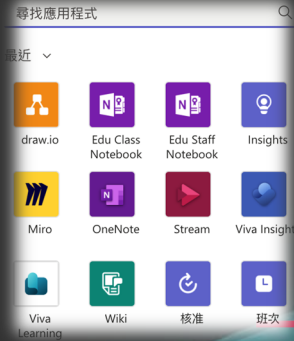 尋找應用程式
最近
draw.io
Edu Class
Notebook
Edu Staff
Notebook
Insights
Miro
OneNote
Stream
Viva Insight
Viva
Learning
Wiki
核准
班次